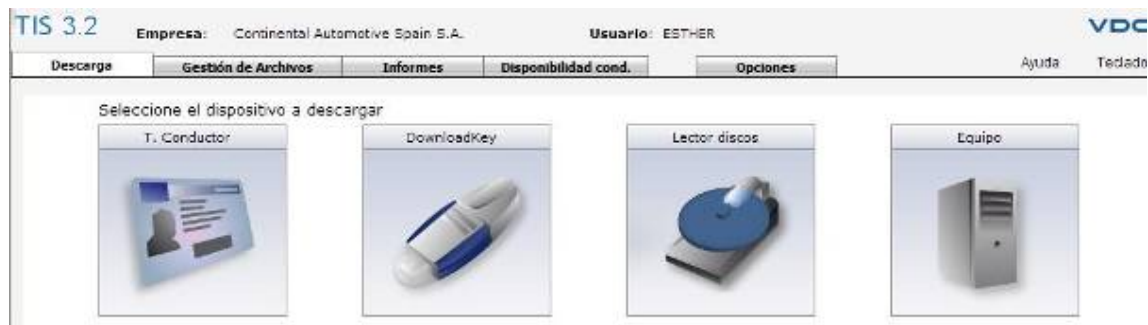 TIS 3.2 Empresa: Continental Automotive Spain S.A. Usuario: ESTHER VDO
Descarga Gestión de Archivos Informes Disponibilidad cond. Opciones Ayuda Teclado
Seleccione el dispositivo a descargar
T. Conductor DownloadKey Lector discos Equipo